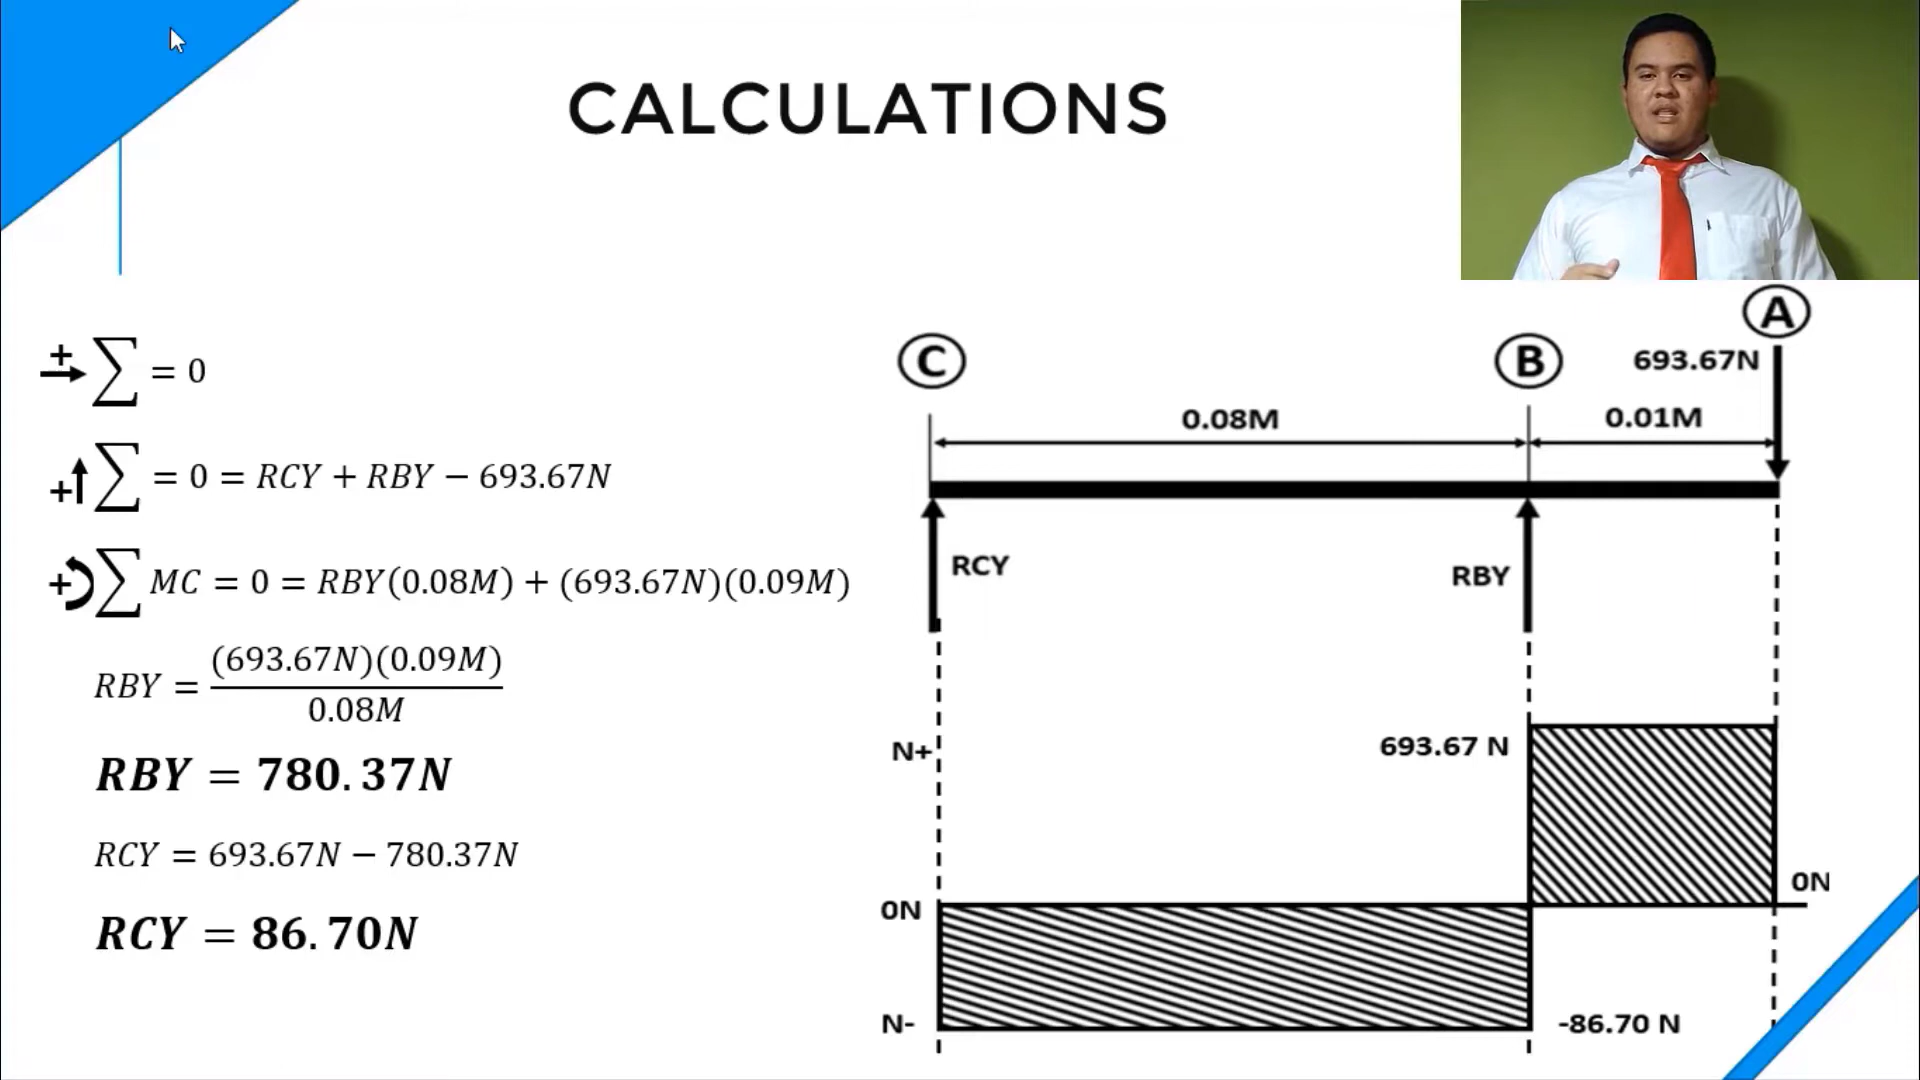 CALCULATIONS
+→ ∑ = 0
+↑ ∑ = 0 = RCY + RBY − 693.67N
+ ∑ MC = 0 = RBY(0.08M) + (693.67N)(0.09M)
RBY = (693.67N)(0.09M)
0.08M
RBY = 780.37N
RCY = 693.67N − 780.37N
RCY = 86.70N
A
C
B
693.67N
0.08M
0.01M
RCY
RBY
N+
693.67 N
0N
0N
N-
-86.70 N